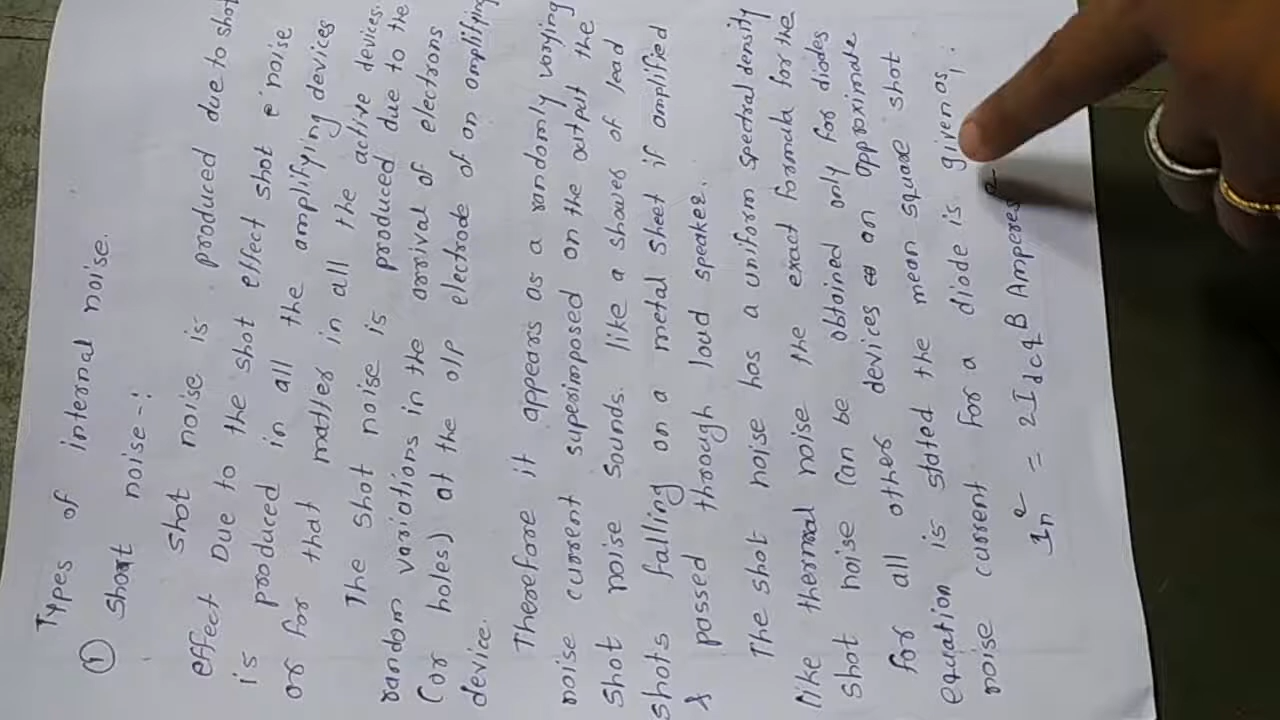 Types of internal noise.
① Short noise-:
shot noise is produced due to shot
effect Due to the shot effect shot e noise
is produced in all the amplifying devices
or for that matter in all the active devices.
The shot noise is produced due to the
random variations in the arrival of electrons
(or holes) at the o/p electrode of an amplifying
device.
Therefore it appears as a randomly varying
noise current superimposed on the output the
shot noise sounds like a shower of lead
shots falling on a metal sheet if amplified
& passed through loud speaker.
The shot noise has a uniform spectral density
like thermal noise the exact formula for the
shot noise can be obtained only for diodes
for all other devices an approximate
equation is stated the mean square shot
noise current for a diode is given as,:
In² = 2Idc q B Amperes²